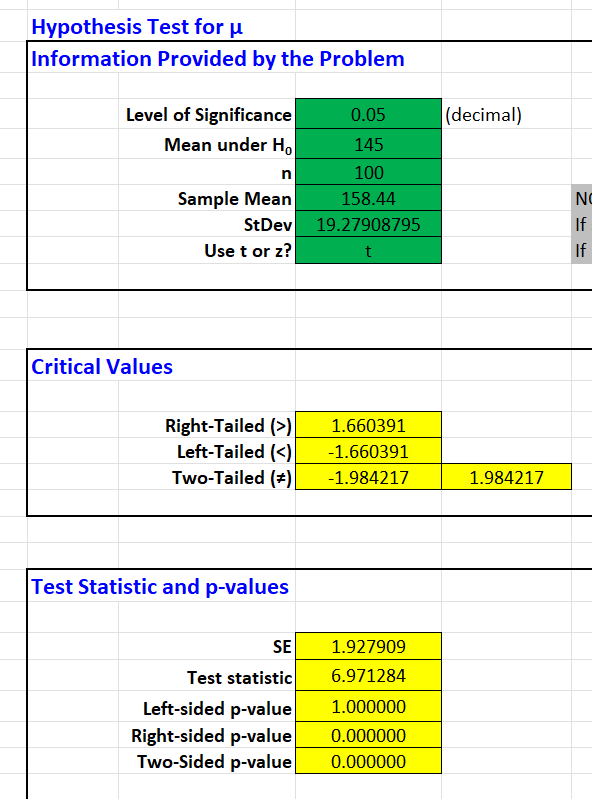 Hypothesis Test for μ
Information Provided by the Problem
Level of Significance 0.05 (decimal)
Mean under H₀ 145
n 100
Sample Mean 158.44
StDev 19.27908795 If
Use t or z? t If
Critical Values
Right-Tailed (>) 1.660391
Left-Tailed (<) -1.660391
Two-Tailed (≠) -1.984217 1.984217
Test Statistic and p-values
SE 1.927909
Test statistic 6.971284
Left-sided p-value 1.000000
Right-sided p-value 0.000000
Two-Sided p-value 0.000000